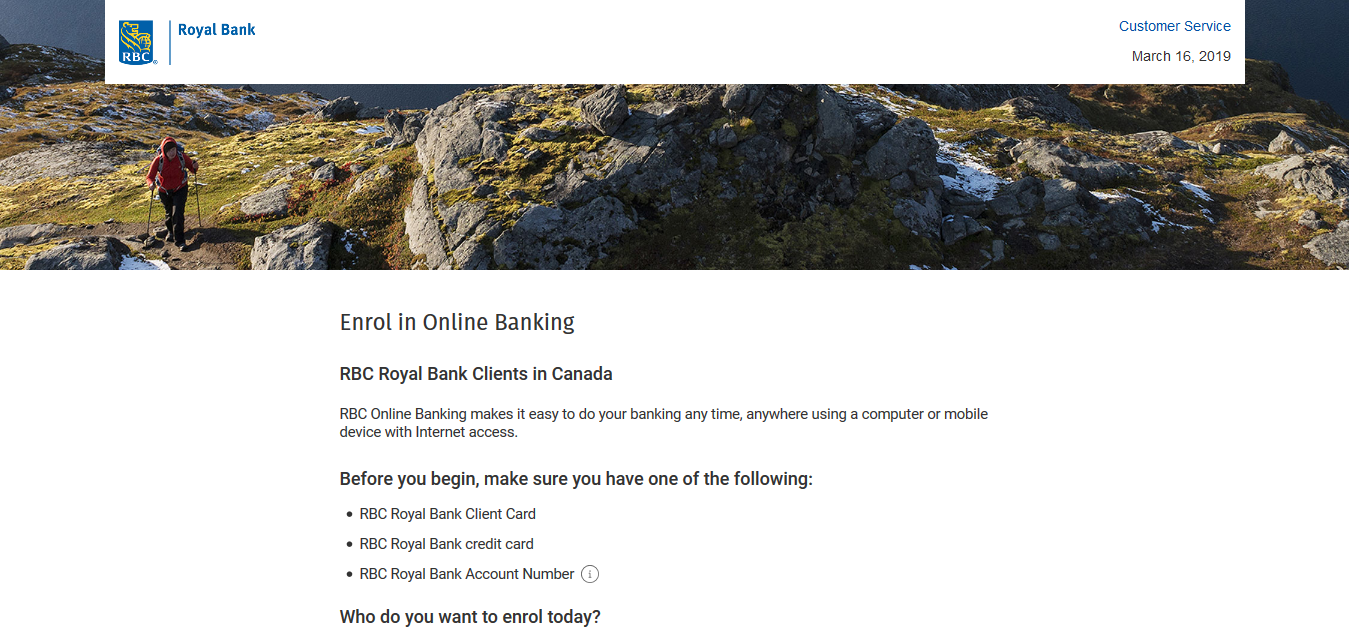 RBC
Royal Bank
Customer Service
March 16, 2019
Enrol in Online Banking
RBC Royal Bank Clients in Canada
RBC Online Banking makes it easy to do your banking any time, anywhere using a computer or mobile
device with Internet access.
Before you begin, make sure you have one of the following:
• RBC Royal Bank Client Card
• RBC Royal Bank credit card
• RBC Royal Bank Account Number i
Who do you want to enrol today?